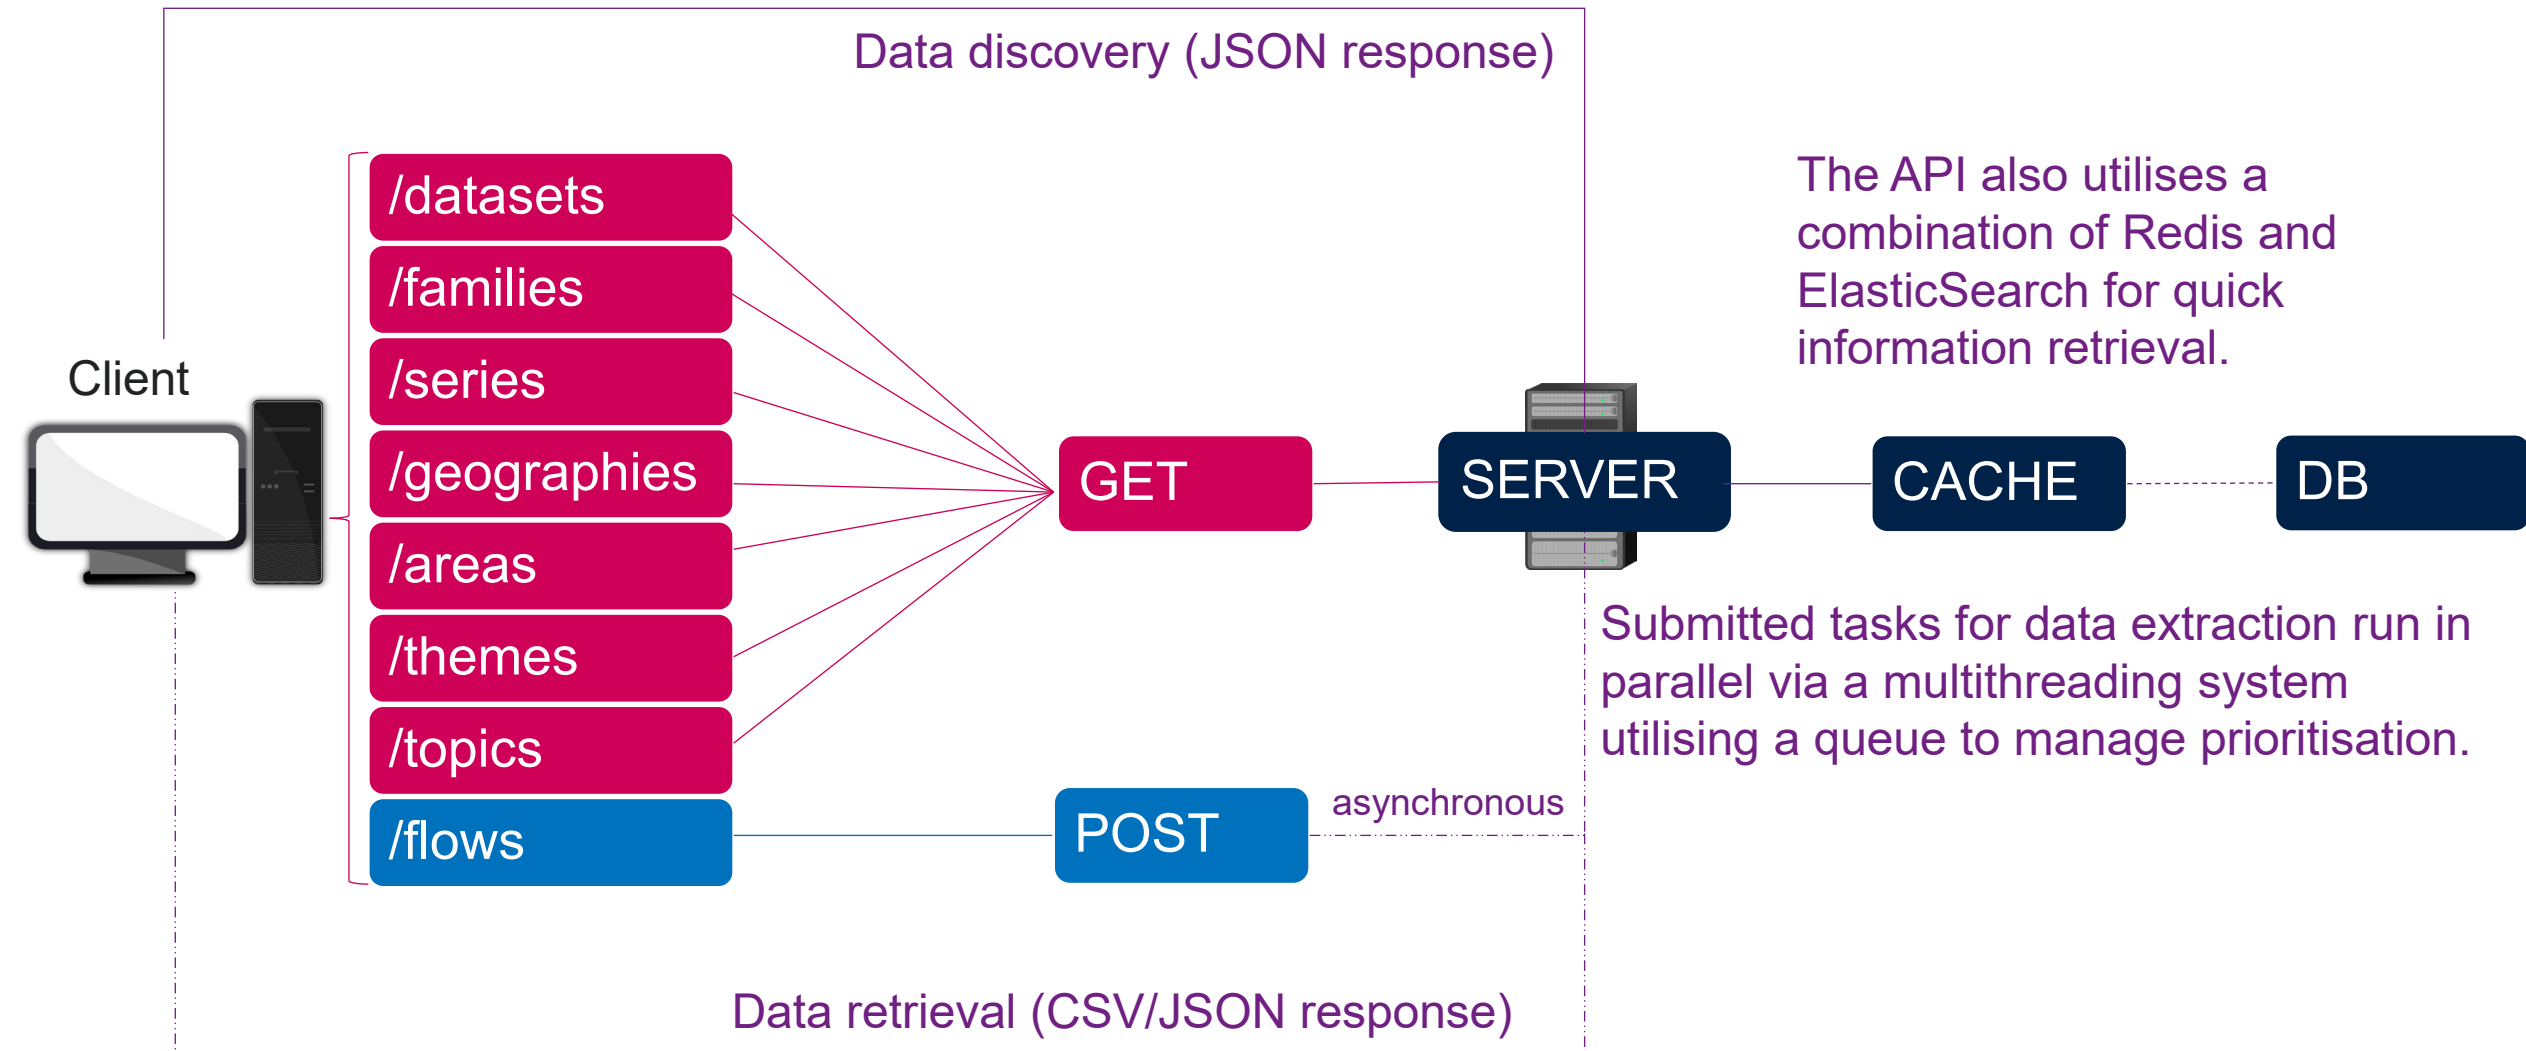 Data discovery (JSON response)
The API also utilises a
combination of Redis and
ElasticSearch for quick
information retrieval.
Client
/datasets
/families
/series
/geographies
/areas
/themes
/topics
/flows
GET
POST
asynchronous
SERVER
CACHE
DB
Submitted tasks for data extraction run in
parallel via a multithreading system
utilising a queue to manage prioritisation.
Data retrieval (CSV/JSON response)